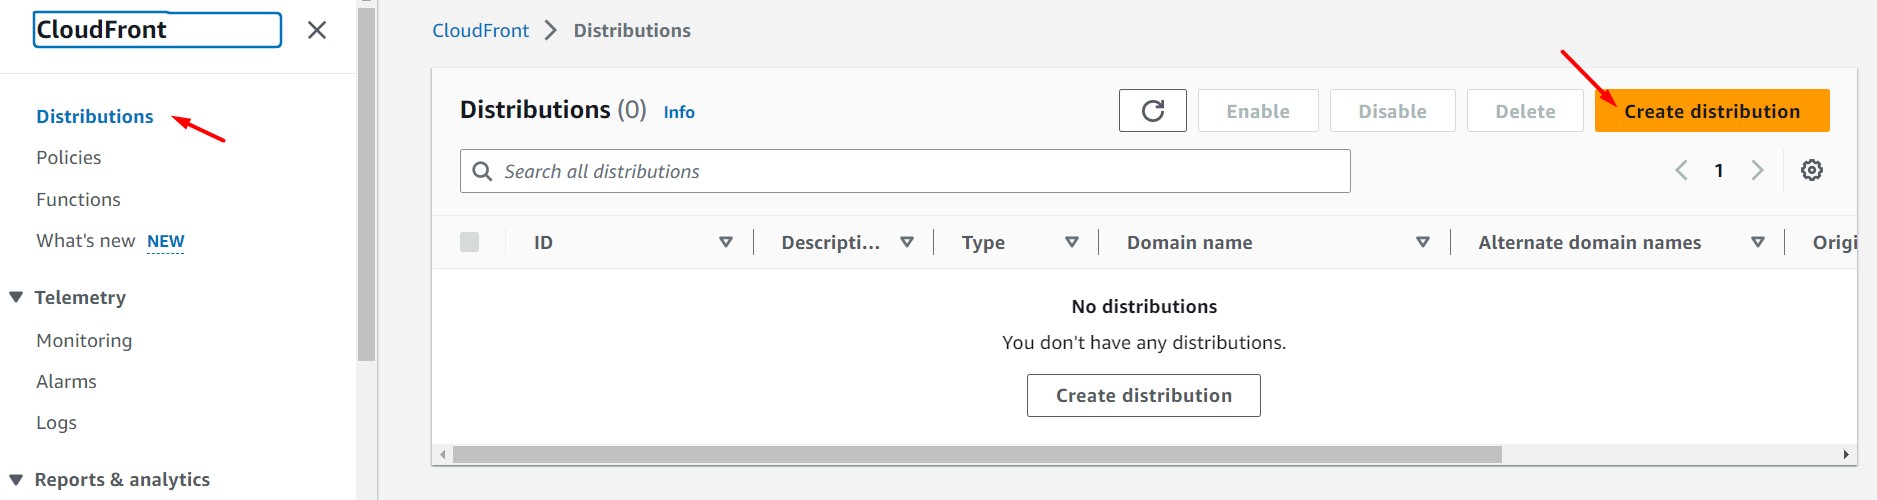 CloudFront
Distributions
Policies
Functions
What's new NEW
Telemetry
Monitoring
Alarms
Logs
Reports & analytics
CloudFront > Distributions
Distributions (0) Info
Enable
Disable
Delete
Create distribution
Search all distributions
1
ID
Descripti...
Type
Domain name
Alternate domain names
Origi
No distributions
You don't have any distributions.
Create distribution